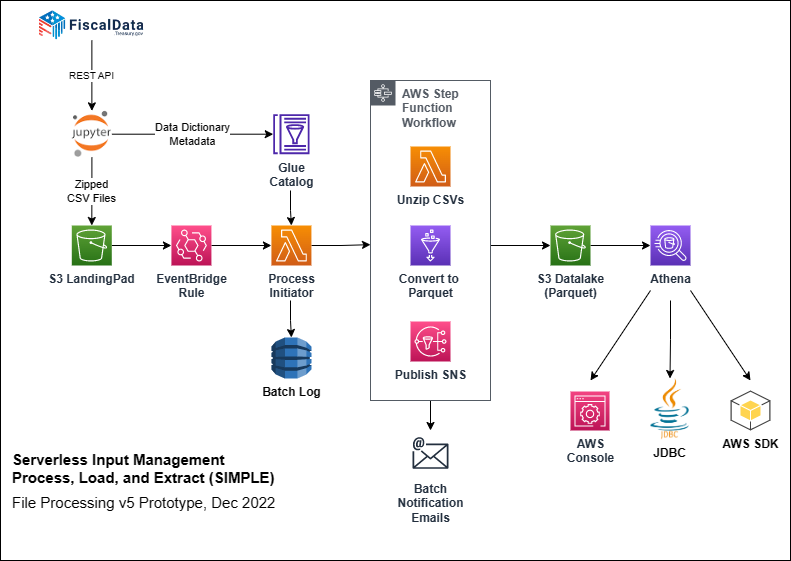 FiscalData
Treasury.gov
REST API
jupyter
Data Dictionary
Metadata
Glue
Catalog
Zipped
CSV Files
AWS Step
Function
Workflow
Unzip CSVs
S3 LandingPad
EventBridge
Rule
Process
Initiator
Convert to
Parquet
S3 Datalake
(Parquet)
Athena
Batch Log
Publish SNS
AWS
Console
JDBC
JDBC
AWS SDK
@
Batch
Notification
Emails
Serverless Input Management
Process, Load, and Extract (SIMPLE)
File Processing v5 Prototype, Dec 2022